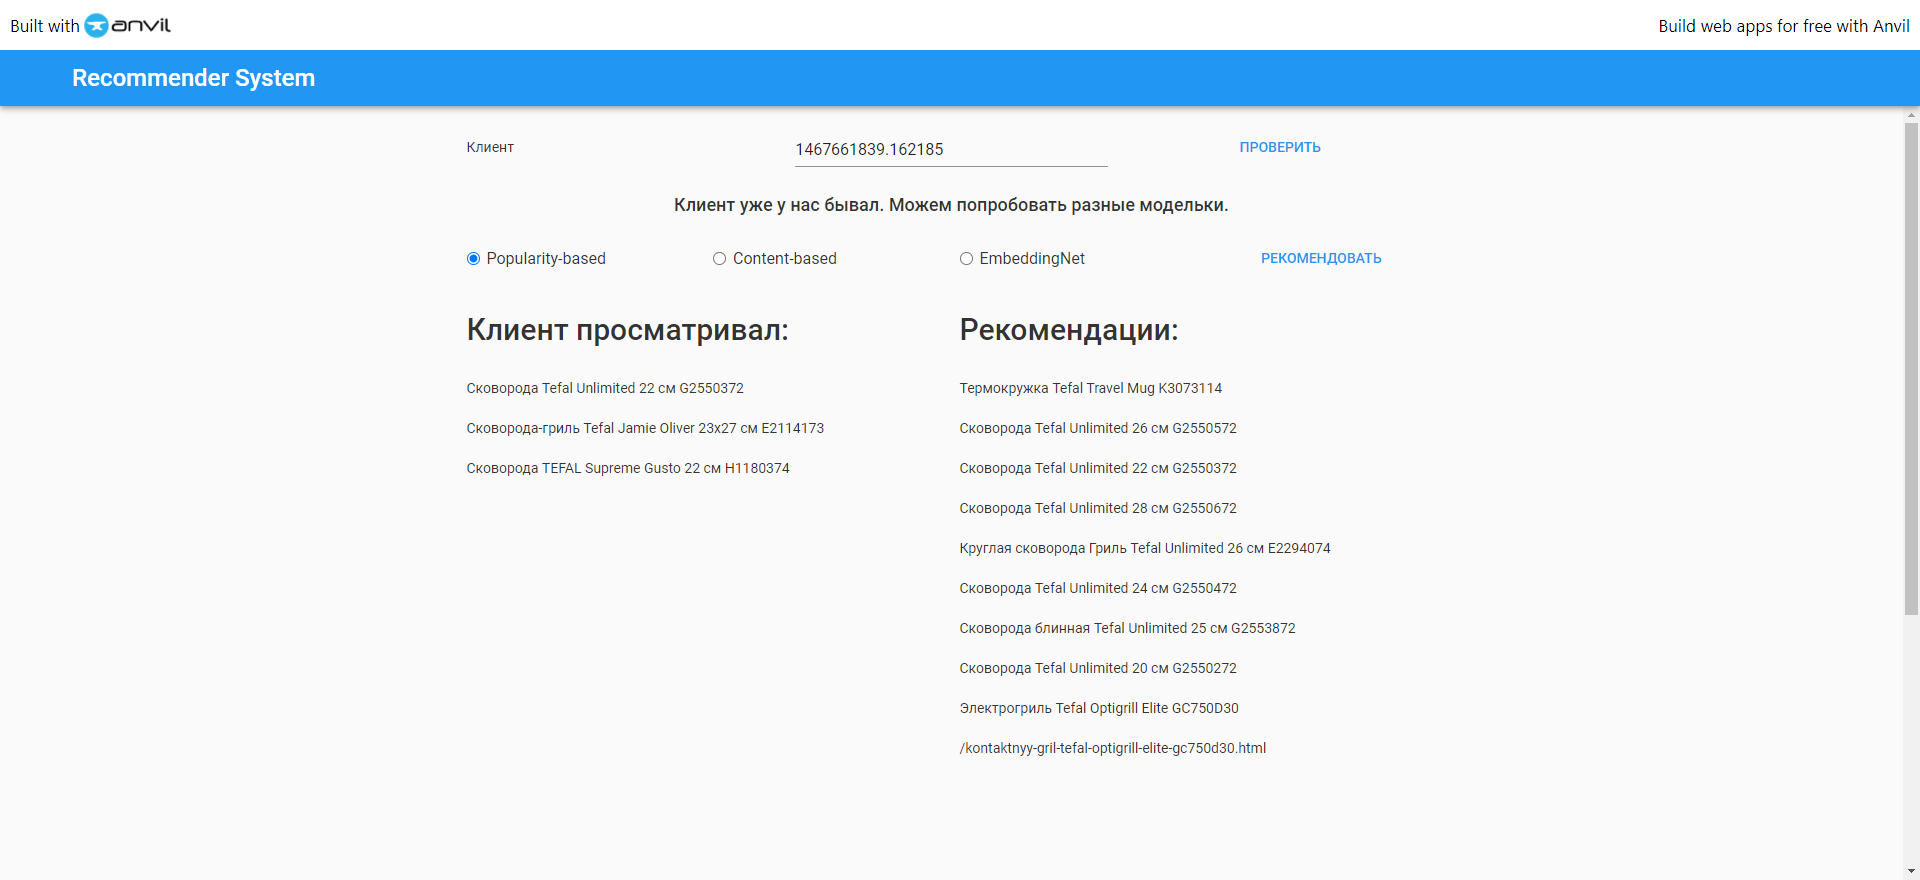 Built with anvil
Build web apps for free with Anvil
Recommender System
Клиент
1467661839.162185
ПРОВЕРИТЬ
Клиент уже у нас бывал. Можем попробовать разные модельки.
Popularity-based
Content-based
EmbeddingNet
РЕКОМЕНДОВАТЬ
Клиент просматривал:
Сковорода Tefal Unlimited 22 см G2550372
Сковорода-гриль Tefal Jamie Oliver 23х27 см E2114173
Сковорода TEFAL Supreme Gusto 22 см H1180374
Рекомендации:
Термокружка Tefal Travel Mug K3073114
Сковорода Tefal Unlimited 26 см G2550572
Сковорода Tefal Unlimited 22 см G2550372
Сковорода Tefal Unlimited 28 см G2550672
Круглая сковорода Гриль Tefal Unlimited 26 см E2294074
Сковорода Tefal Unlimited 24 см G2550472
Сковорода блинная Tefal Unlimited 25 см G2553872
Сковорода Tefal Unlimited 20 см G2550272
Электрогриль Tefal Optigrill Elite GC750D30
/kontaktnyy-gril-tefal-optigrill-elite-gc750d30.html